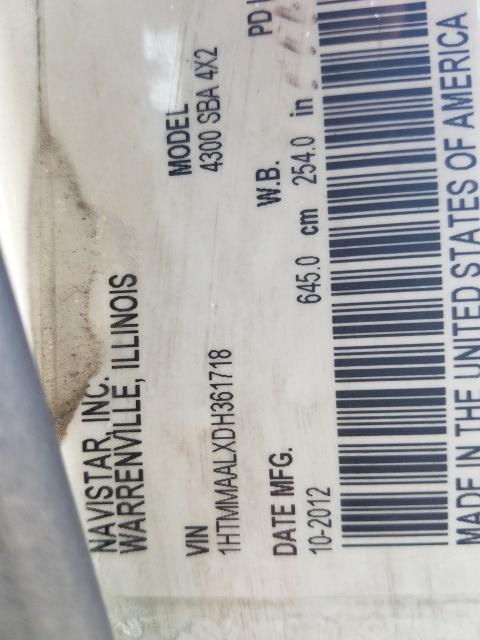 NAVISTAR, INC.
WARRENVILLE, ILLINOIS
VIN
1HTMMAALXDH361718
MODEL
4300 SBA 4X2
DATE MFG.
10-2012
W.B.
645.0 cm 254.0 in
PD
MADE IN THE UNITED STATES OF AMERICA